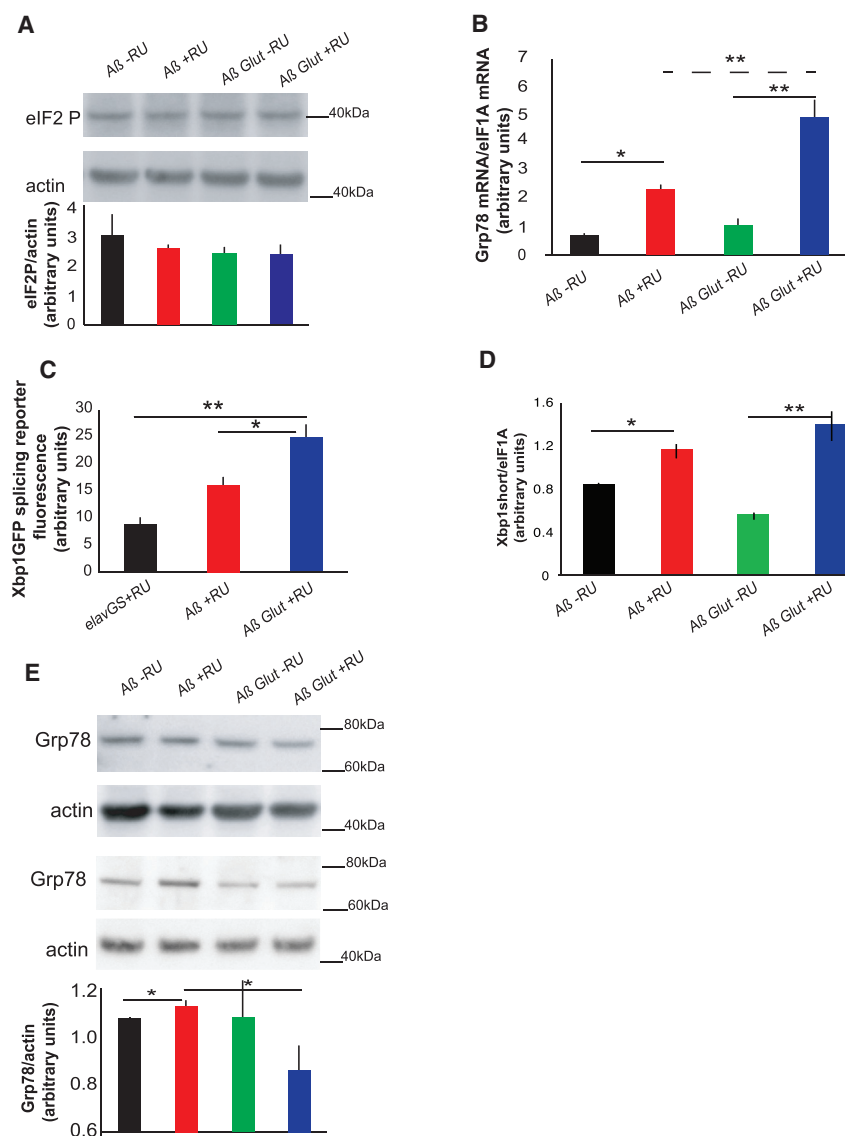 A
Aß -RU
Aß +RU
Aß Glut -RU
Aß Glut +RU
eIF2 P
40kDa
actin
40kDa
eIF2P/actin
(arbitrary units)
4
3
2
1
0
B
Grp78 mRNA/eIF1A mRNA
(arbitrary units)
7
6
5
4
3
2
1
0
**
**
*
Aß -RU
Aß +RU
Aß Glut -RU
Aß Glut +RU
C
Xbp1GFP splicing reporter
fluorescence
(arbitrary units)
30
25
20
15
10
5
0
**
*
elavGS+RU
Aß +RU
Aß Glut +RU
D
Xbp1short/eIF1A
(arbitrary units)
1.6
1.2
0.8
0.4
0
*
**
Aß -RU
Aß +RU
Aß Glut -RU
Aß Glut +RU
E
Aß -RU
Aß +RU
Aß Glut -RU
Aß Glut +RU
Grp78
80kDa
60kDa
actin
40kDa
Grp78
80kDa
60kDa
actin
40kDa
Grp78/actin
(arbitrary units)
1.2
1.0
0.8
0.6
*
*